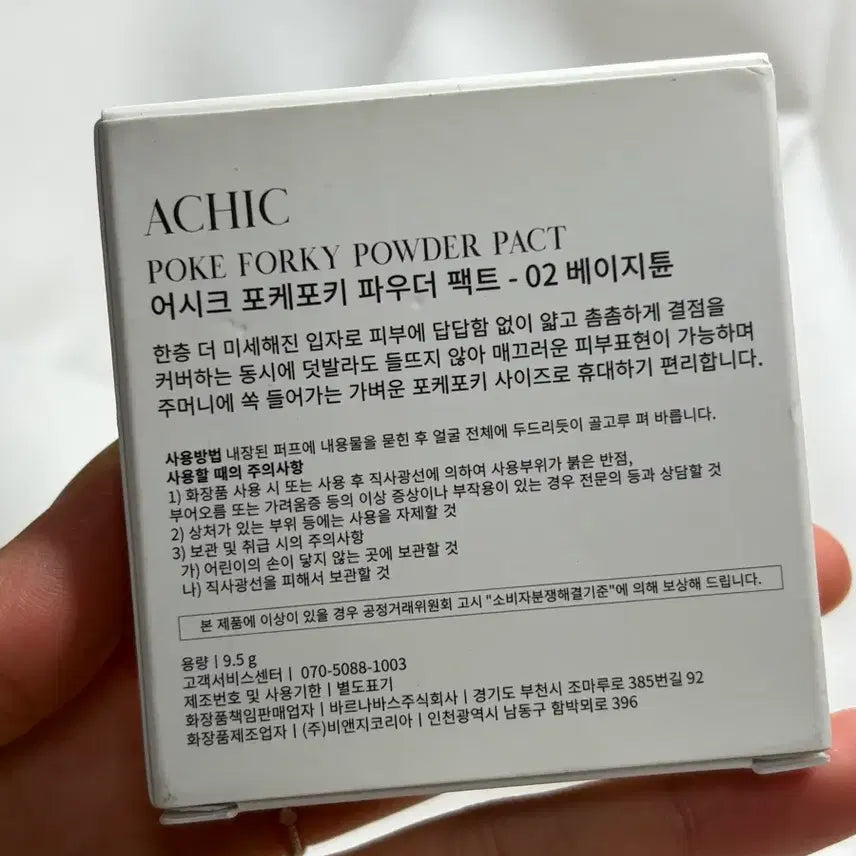 ACHIC
POKE FORKY POWDER PACT
어시크 포케포키 파우더 팩트 - 02 베이지튠
한층 더 미세해진 입자로 피부에 답답함 없이 얇고 촘촘하게 결점을
커버하는 동시에 덧발라도 들뜨지 않아 매끄러운 피부표현이 가능하며
주머니에 쏙 들어가는 가벼운 포케포키 사이즈로 휴대하기 편리합니다.
사용방법 내장된 퍼프에 내용물을 묻힌 후 얼굴 전체에 두드리듯이 골고루 펴 바릅니다.
사용할 때의 주의사항
1) 화장품 사용 시 또는 사용 후 직사광선에 의하여 사용부위가 붉은 반점,
부어오름 또는 가려움증 등의 이상 증상이나 부작용이 있는 경우 전문의 등과 상담할 것
2) 상처가 있는 부위 등에는 사용을 자제할 것
3) 보관 및 취급 시의 주의사항
가) 어린이의 손이 닿지 않는 곳에 보관할 것
나) 직사광선을 피해서 보관할 것
본 제품에 이상이 있을 경우 공정거래위원회 고시 "소비자분쟁해결기준"에 의해 보상해 드립니다.
용량 | 9.5 g
고객서비스센터 | 070-5088-1003
제조번호 및 사용기한 | 별도표기
화장품책임판매업자 | 바르나바스주식회사 | 경기도 부천시 조마루로 385번길 92
화장품제조업자 | (주)비앤지코리아 | 인천광역시 남동구 함박뫼로 396